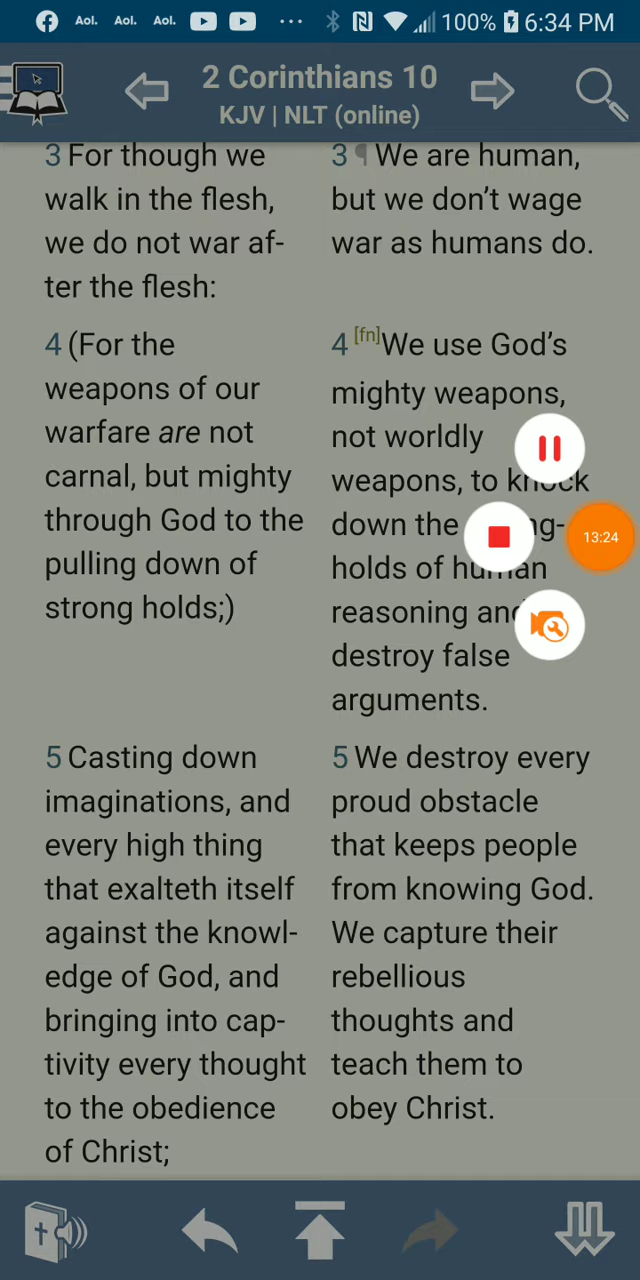 Aol. Aol. Aol. ... 100% 6:34 PM
2 Corinthians 10
KJV | NLT (online)
3 For though we
walk in the flesh,
we do not war af-
ter the flesh:
4 (For the
weapons of our
warfare are not
carnal, but mighty
through God to the
pulling down of
strong holds;)
5 Casting down
imaginations, and
every high thing
that exalteth itself
against the knowl-
edge of God, and
bringing into cap-
tivity every thought
to the obedience
of Christ;
3 ¶ We are human,
but we don’t wage
war as humans do.
4 [fn]We use God’s
mighty weapons,
not worldly
weapons, to knock
down the
holds of human
reasoning and
destroy false
arguments.
5 We destroy every
proud obstacle
that keeps people
from knowing God.
We capture their
rebellious
thoughts and
teach them to
obey Christ.
13:24